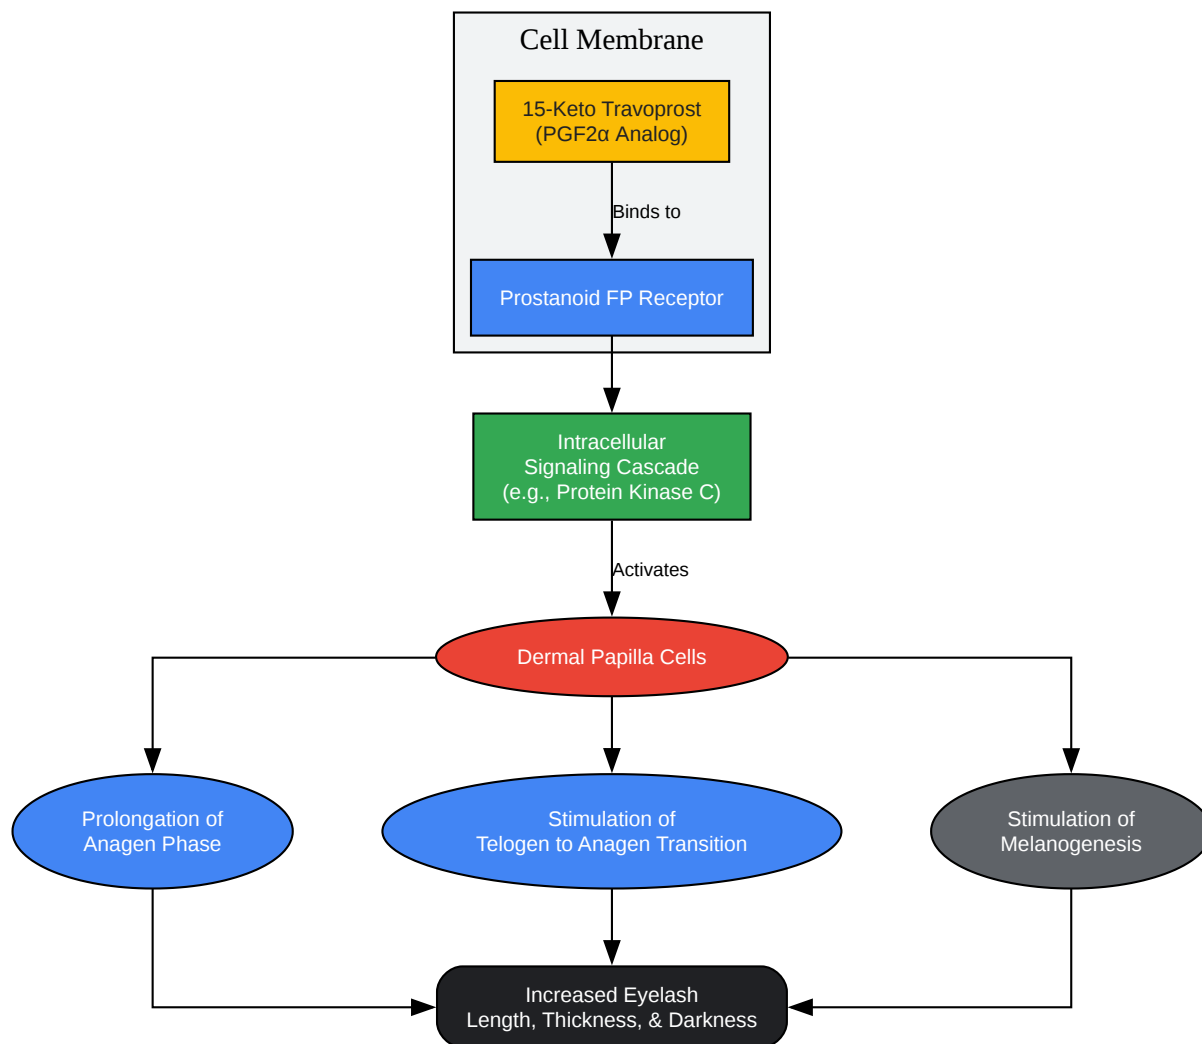 Cell Membrane
15-Keto Travoprost
(PGF2α Analog)
Binds to
Prostanoid FP Receptor
Intracellular
Signaling Cascade
(e.g., Protein Kinase C)
Activates
Dermal Papilla Cells
Prolongation of
Anagen Phase
Stimulation of
Telogen to Anagen Transition
Stimulation of
Melanogenesis
Increased Eyelash
Length, Thickness, & Darkness